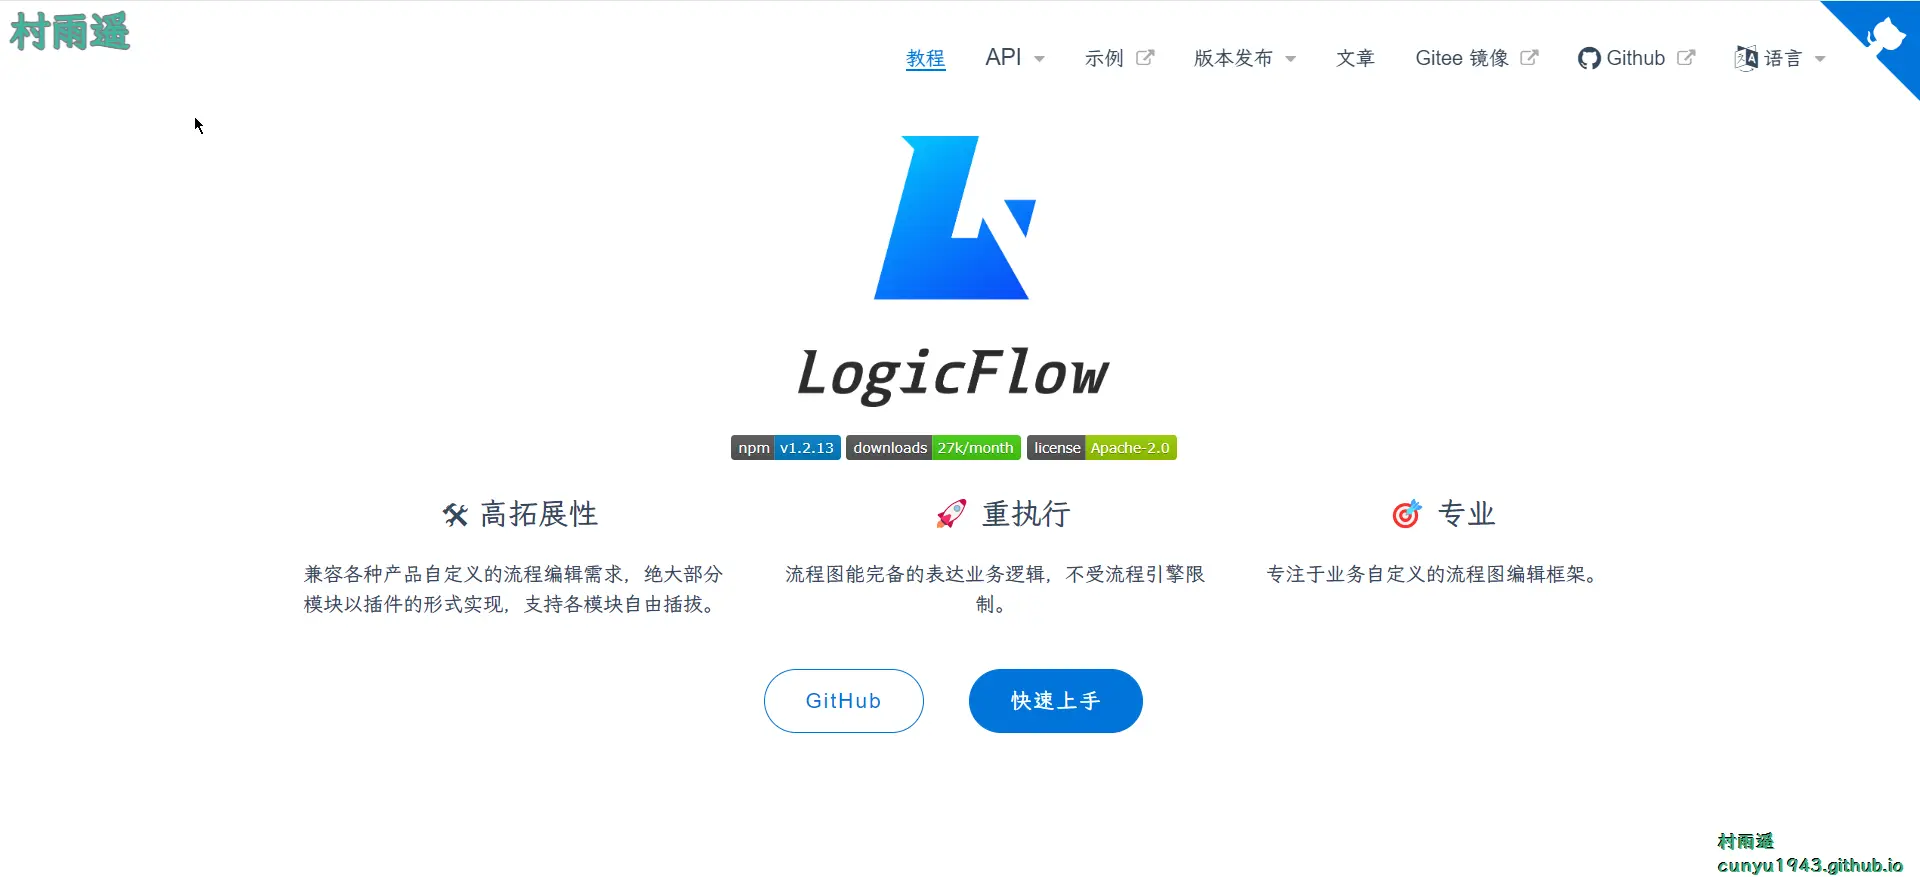 村雨遥
教程 API 示例 版本发布 文章 Gitee 镜像 Github 语言
LogicFlow
npm v1.2.13 downloads 27k/month license Apache-2.0
🛠 高拓展性
兼容各种产品自定义的流程编辑需求，绝大部分
模块以插件的形式实现，支持各模块自由插拔。
🚀 重执行
流程图能完备的表达业务逻辑，不受流程引擎限
制。
🎯 专业
专注于业务自定义的流程图编辑框架。
GitHub 快速上手
村雨遥
cunyu1943.github.io